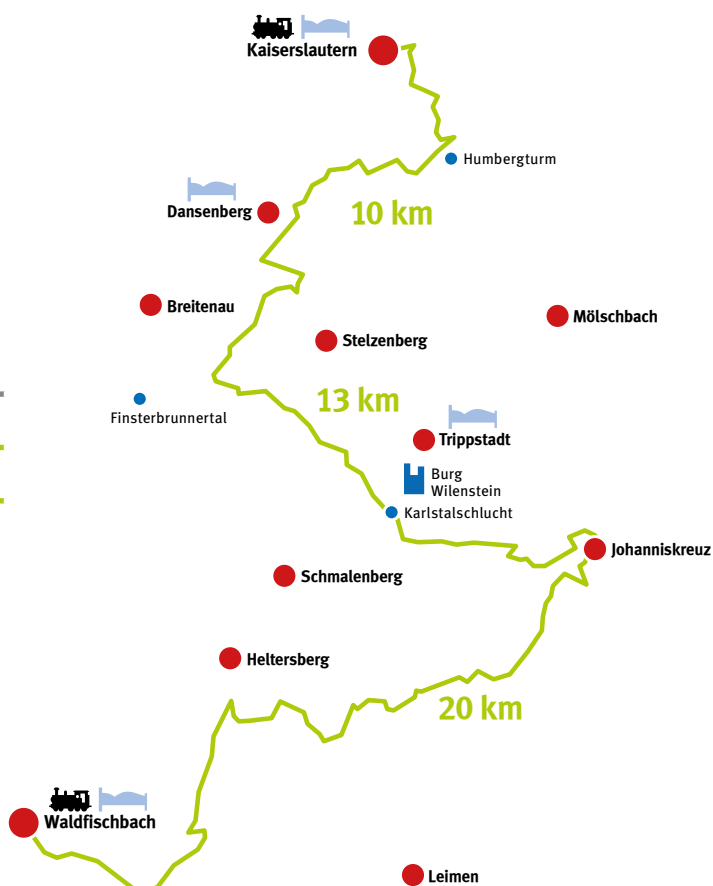 Kaiserslautern
Humbergturm
Dansenberg
10 km
Breitenau
Mölschbach
Stelzenberg
13 km
Finsterbrunnertal
Trippstadt
Burg
Wilenstein
Karlstalschlucht
Johanniskreuz
Schmalenberg
Heltersberg
20 km
Waldfischbach
Leimen